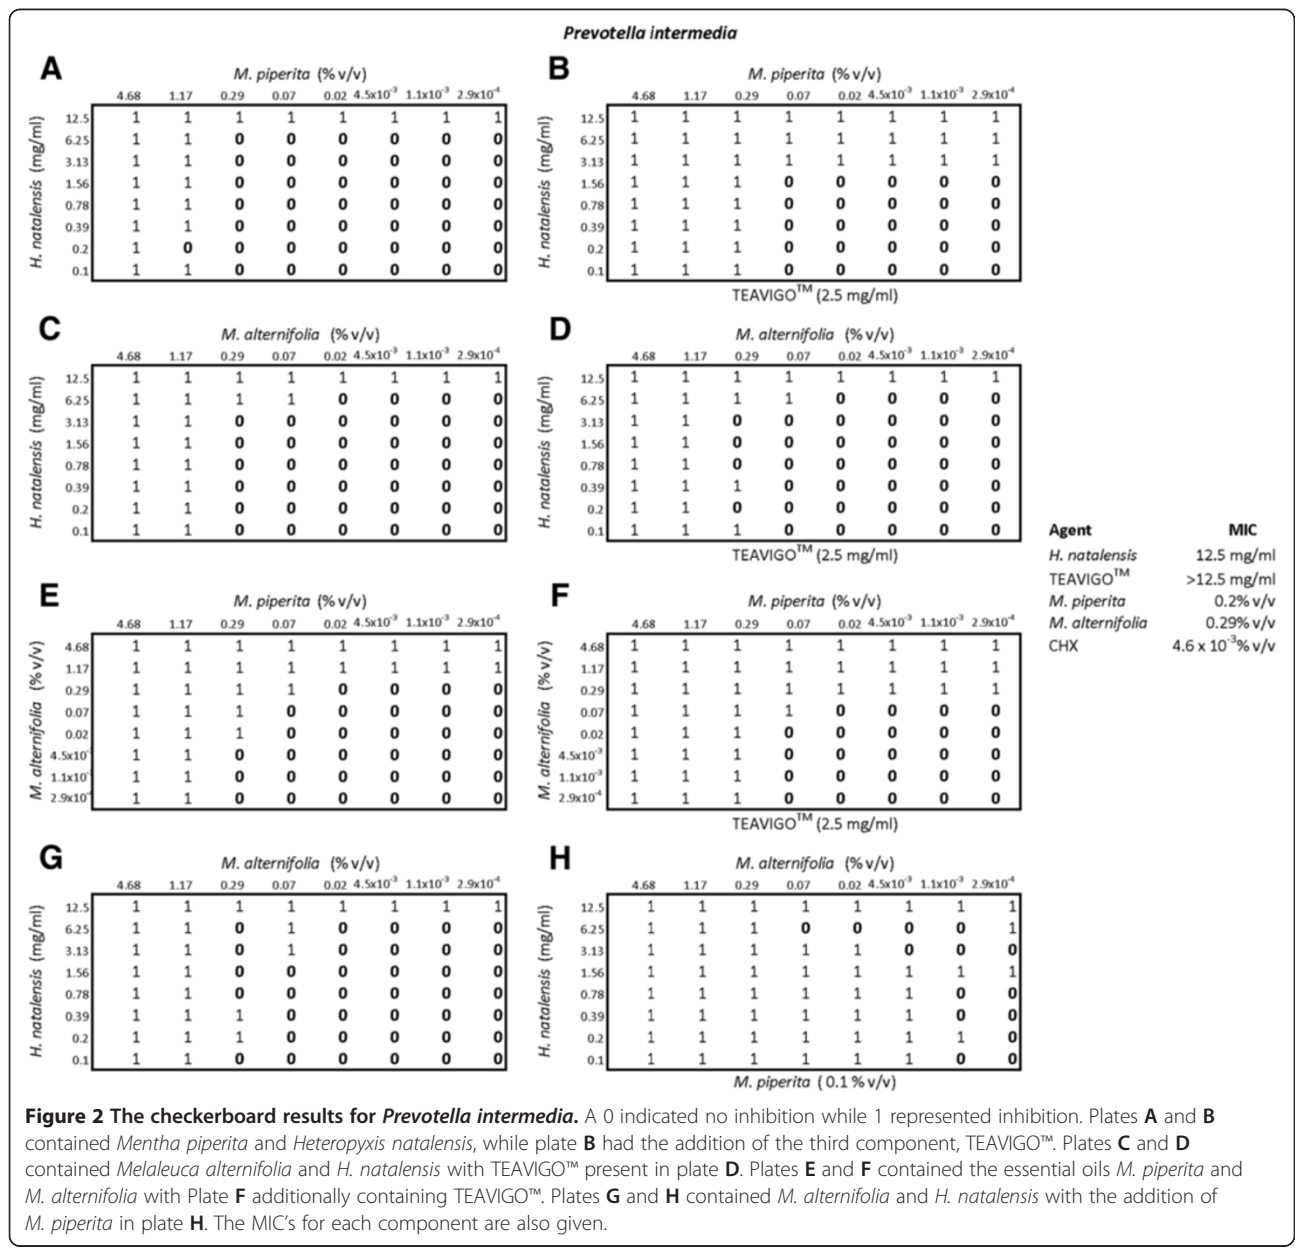 Prevotella intermedia
A B
M. piperita (% v/v) M. piperita (% v/v)
4.68 1.17 0.29 0.07 0.02 4.5x10⁻³ 1.1x10⁻³ 2.9x10⁻⁴ 4.68 1.17 0.29 0.07 0.02 4.5x10⁻³ 1.1x10⁻³ 2.9x10⁻⁴
H. natalensis (mg/ml) H. natalensis (mg/ml)
12.5 1 1 1 1 1 1 1 1 12.5 1 1 1 1 1 1 1 1
6.25 1 1 0 0 0 0 0 0 6.25 1 1 1 1 1 1 1 1
3.13 1 1 0 0 0 0 0 0 3.13 1 1 1 1 1 1 1 1
1.56 1 1 0 0 0 0 0 0 1.56 1 1 1 0 0 0 0 0
0.78 1 1 0 0 0 0 0 0 0.78 1 1 1 0 0 0 0 0
0.39 1 1 0 0 0 0 0 0 0.39 1 1 1 0 0 0 0 0
0.2 1 0 0 0 0 0 0 0 0.2 1 1 1 0 0 0 0 0
0.1 1 1 0 0 0 0 0 0 0.1 1 1 1 0 0 0 0 0
TEAVIGO™ (2.5 mg/ml)
C D
M. alternifolia (% v/v) M. alternifolia (% v/v)
4.68 1.17 0.29 0.07 0.02 4.5x10⁻³ 1.1x10⁻³ 2.9x10⁻⁴ 4.68 1.17 0.29 0.07 0.02 4.5x10⁻³ 1.1x10⁻³ 2.9x10⁻⁴
H. natalensis (mg/ml) H. natalensis (mg/ml)
12.5 1 1 1 1 1 1 1 1 12.5 1 1 1 1 1 1 1 1
6.25 1 1 1 1 0 0 0 0 6.25 1 1 1 1 0 0 0 0
3.13 1 1 0 0 0 0 0 0 3.13 1 1 0 0 0 0 0 0
1.56 1 1 0 0 0 0 0 0 1.56 1 1 0 0 0 0 0 0
0.78 1 1 0 0 0 0 0 0 0.78 1 1 0 0 0 0 0 0
0.39 1 1 0 0 0 0 0 0 0.39 1 1 1 0 0 0 0 0
0.2 1 1 0 0 0 0 0 0 0.2 1 1 0 0 0 0 0 0
0.1 1 1 0 0 0 0 0 0 0.1 1 1 1 0 0 0 0 0
TEAVIGO™ (2.5 mg/ml)
Agent MIC
H. natalensis 12.5 mg/ml
TEAVIGO™ >12.5 mg/ml
M. piperita 0.2% v/v
M. alternifolia 0.29% v/v
CHX 4.6 x 10⁻³% v/v
E F
M. piperita (% v/v) M. piperita (% v/v)
4.68 1.17 0.29 0.07 0.02 4.5x10⁻³ 1.1x10⁻³ 2.9x10⁻⁴ 4.68 1.17 0.29 0.07 0.02 4.5x10⁻³ 1.1x10⁻³ 2.9x10⁻⁴
M. alternifolia (% v/v) M. alternifolia (% v/v)
4.68 1 1 1 1 1 1 1 1 4.68 1 1 1 1 1 1 1 1
1.17 1 1 1 1 1 1 1 1 1.17 1 1 1 1 1 1 1 1
0.29 1 1 1 1 0 0 0 0 0.29 1 1 1 1 1 1 1 1
0.07 1 1 1 0 0 0 0 0 0.07 1 1 1 1 0 0 0 0
0.02 1 1 1 0 0 0 0 0 0.02 1 1 1 0 0 0 0 0
4.5x10⁻ 1 1 0 0 0 0 0 0 4.5x10⁻³ 1 1 1 0 0 0 0 0
1.1x10⁻ 1 1 0 0 0 0 0 0 1.1x10⁻³ 1 1 1 0 0 0 0 0
2.9x10⁻ 1 1 0 0 0 0 0 0 2.9x10⁻⁴ 1 1 1 0 0 0 0 0
TEAVIGO™ (2.5 mg/ml)
G H
M. alternifolia (% v/v) M. alternifolia (% v/v)
4.68 1.17 0.29 0.07 0.02 4.5x10⁻³ 1.1x10⁻³ 2.9x10⁻⁴ 4.68 1.17 0.29 0.07 0.02 4.5x10⁻³ 1.1x10⁻³ 2.9x10⁻⁴
H. natalensis (mg/ml) H. natalensis (mg/ml)
12.5 1 1 1 1 1 1 1 1 12.5 1 1 1 1 1 1 1 1
6.25 1 1 0 1 0 0 0 0 6.25 1 1 1 0 0 0 0 1
3.13 1 1 0 1 0 0 0 0 3.13 1 1 1 1 1 0 0 0
1.56 1 1 0 0 0 0 0 0 1.56 1 1 1 1 1 1 1 1
0.78 1 1 0 0 0 0 0 0 0.78 1 1 1 1 1 1 0 0
0.39 1 1 1 0 0 0 0 0 0.39 1 1 1 1 1 1 0 0
0.2 1 1 1 0 0 0 0 0 0.2 1 1 1 1 1 1 1 0
0.1 1 1 0 0 0 0 0 0 0.1 1 1 1 1 1 1 0 0
M. piperita ( 0.1 % v/v)
Figure 2 The checkerboard results for Prevotella intermedia. A 0 indicated no inhibition while 1 represented inhibition. Plates A and B
contained Mentha piperita and Heteropyxis natalensis, while plate B had the addition of the third component, TEAVIGO™. Plates C and D
contained Melaleuca alternifolia and H. natalensis with TEAVIGO™ present in plate D. Plates E and F contained the essential oils M. piperita and
M. alternifolia with Plate F additionally containing TEAVIGO™. Plates G and H contained M. alternifolia and H. natalensis with the addition of
M. piperita in plate H. The MIC's for each component are also given.